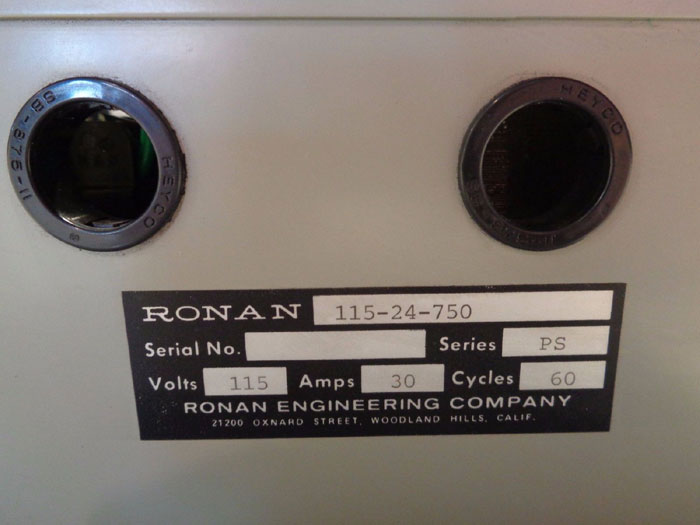 SB-875-11
HEYCO
HEYCO
RONAN 115-24-750
Serial No. Series PS
Volts 115 Amps 30 Cycles 60
RONAN ENGINEERING COMPANY
21200 OXNARD STREET, WOODLAND HILLS, CALIF.